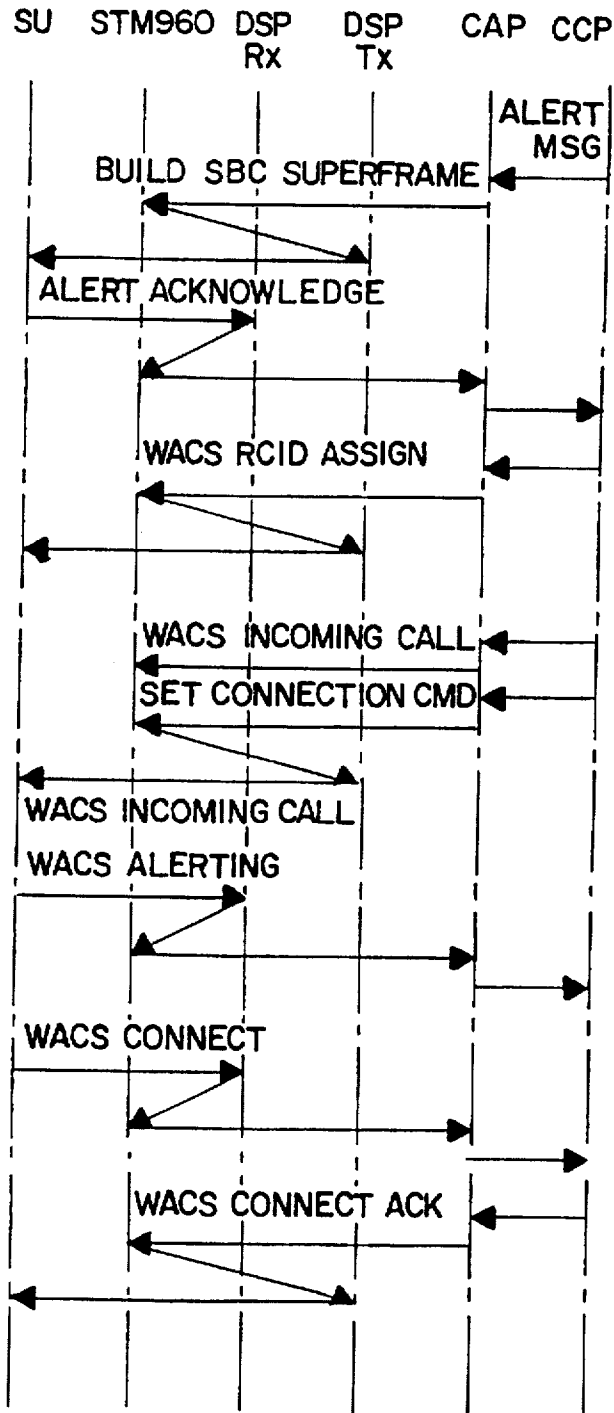 SU STM960 DSP Rx DSP Tx CAP CCP
ALERT
MSG
BUILD SBC SUPERFRAME
ALERT ACKNOWLEDGE
WACS RCID ASSIGN
WACS INCOMING CALL
SET CONNECTION CMD
WACS INCOMING CALL
WACS ALERTING
WACS CONNECT
WACS CONNECT ACK